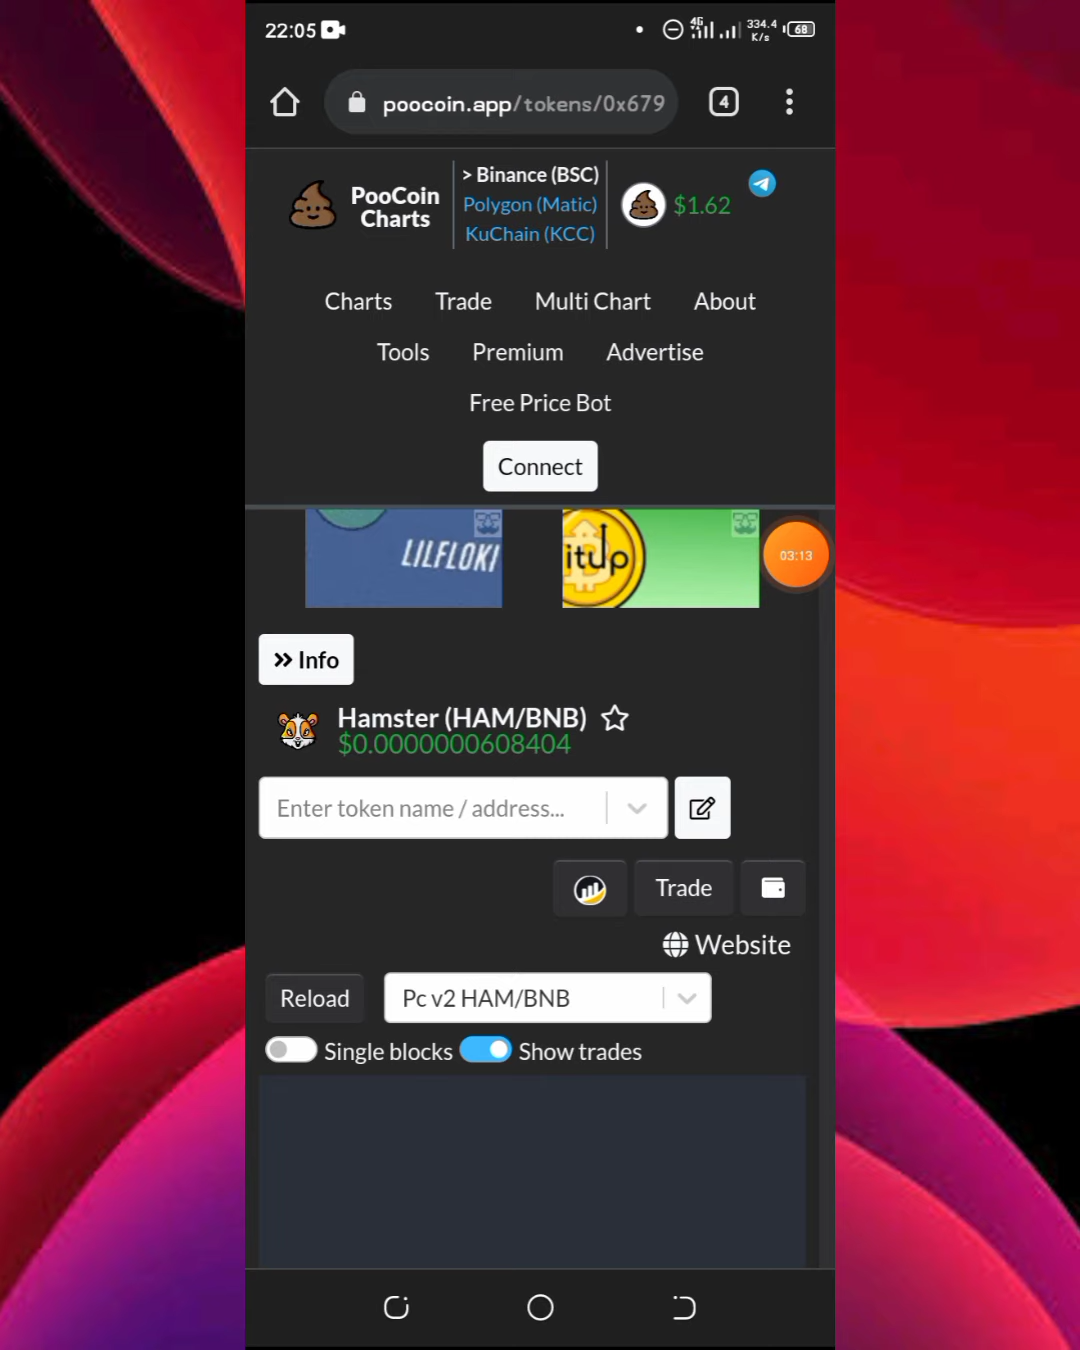 22:05 4G 334.4 K/s 68
poocoin.app/tokens/0x679 4
PooCoin Charts
> Binance (BSC)
Polygon (Matic)
KuChain (KCC)
$1.62
Charts Trade Multi Chart About
Tools Premium Advertise
Free Price Bot
Connect
LILFLOKI
itup
03:13
Info
Hamster (HAM/BNB)
$0.0000000608404
Enter token name / address...
Trade
Website
Reload Pc v2 HAM/BNB
Single blocks Show trades